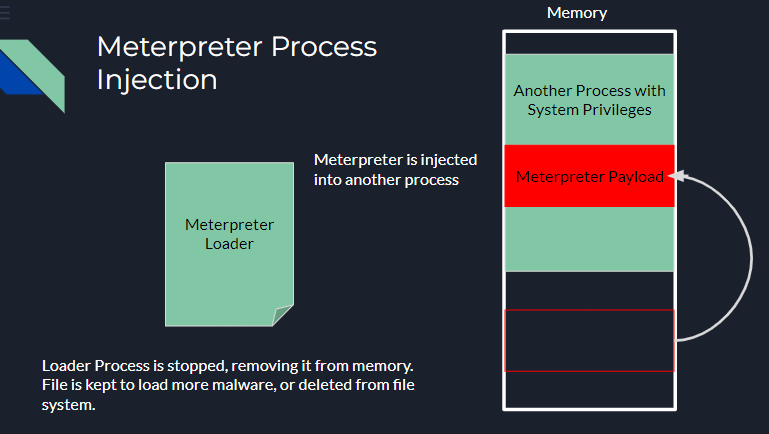 Memory
Meterpreter Process
Injection
Another Process with
System Privileges
Meterpreter is injected
into another process
Meterpreter Payload
Meterpreter
Loader
Loader Process is stopped, removing it from memory.
File is kept to load more malware, or deleted from file
system.